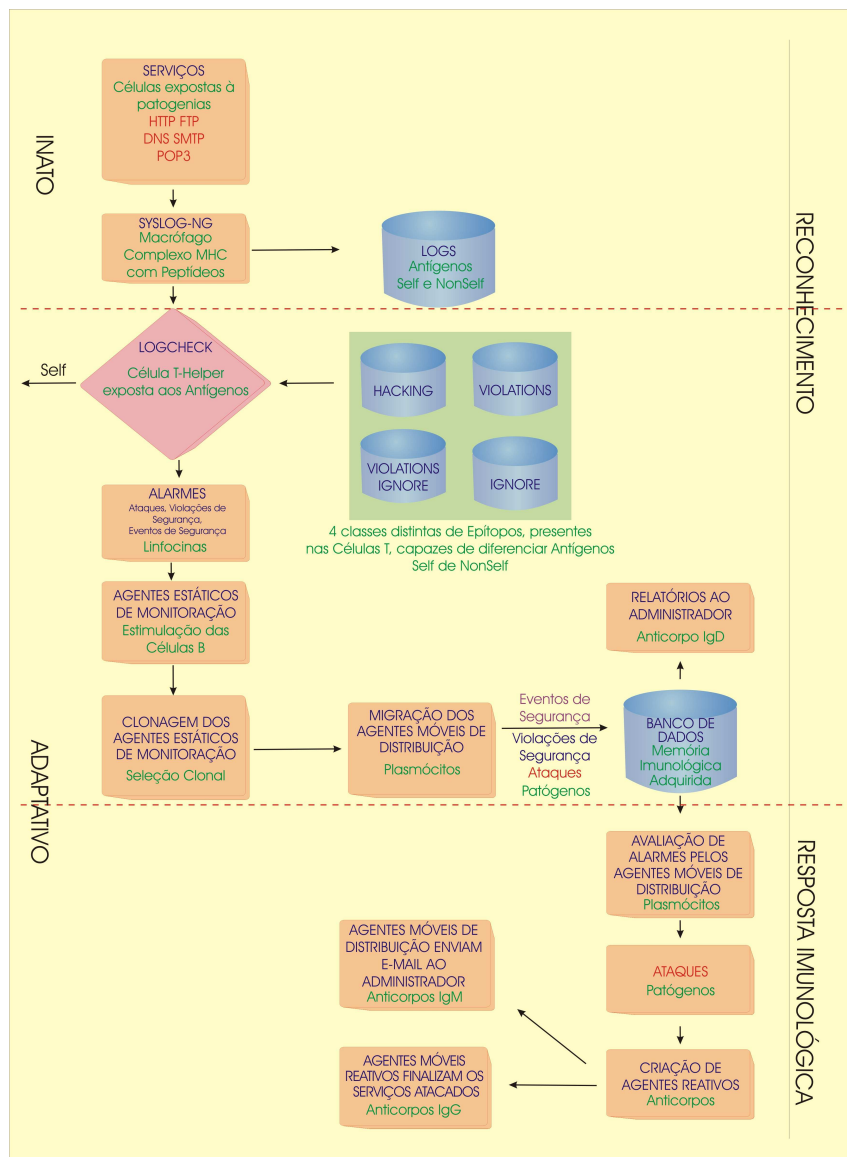 INATO
SERVIÇOS
Células expostas à
patogenias
HTTP FTP
DNS SMTP
POP3
SYSLOG-NG
Macrófago
Complexo MHC
com Peptídeos
LOGS
Antígenos
Self e NonSelf
RECONHECIMENTO
LOGCHECK
Célula T-Helper
exposta aos Antígenos
Self
HACKING
VIOLATIONS
VIOLATIONS
IGNORE
IGNORE
4 classes distintas de Epítopos, presentes
nas Células T, capazes de diferenciar Antígenos
Self de NonSelf
ALARMES
Ataques, Violações de
Segurança,
Eventos de Segurança
Linfocinas
AGENTES ESTÁTICOS
DE MONITORAÇÃO
Estimulação das
Células B
RELATÓRIOS AO
ADMINISTRADOR
Anticorpo IgD
CLONAGEM DOS
AGENTES ESTÁTICOS
DE MONITORAÇÃO
Seleção Clonal
MIGRAÇÃO DOS
AGENTES MÓVEIS DE
DISTRIBUIÇÃO
Plasmócitos
Eventos de
Segurança
Violações de
Segurança
Ataques
Patógenos
BANCO DE
DADOS
Memória
Imunológica
Adquirida
ADAPTATIVO
AVALIAÇÃO DE
ALARMES PELOS
AGENTES MÓVEIS DE
DISTRIBUIÇÃO
Plasmócitos
RESPOSTA IMUNOLÓGICA
ATAQUES
Patógenos
AGENTES MÓVEIS DE
DISTRIBUIÇÃO ENVIAM
E-MAIL AO
ADMINISTRADOR
Anticorpos IgM
CRIAÇÃO DE
AGENTES REATIVOS
Anticorpos
AGENTES MÓVEIS
REATIVOS FINALIZAM OS
SERVIÇOS ATACADOS
Anticorpos IgG